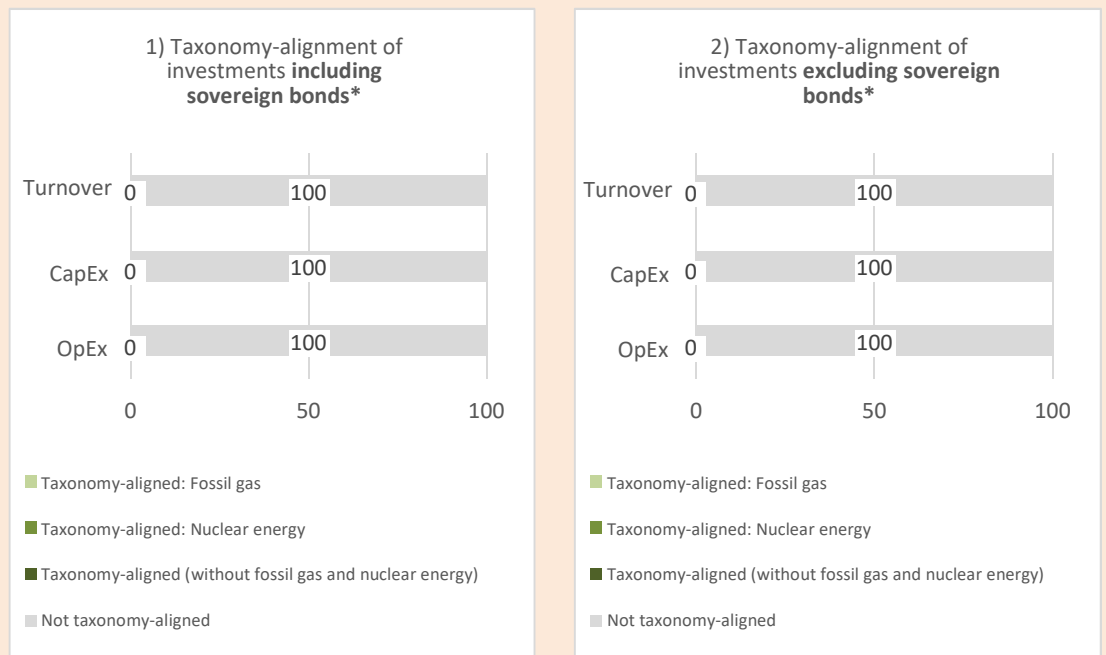 1) Taxonomy-alignment of
investments including
sovereign bonds*
Turnover 0 100
CapEx 0 100
OpEx 0 100
0 50 100
Taxonomy-aligned: Fossil gas
Taxonomy-aligned: Nuclear energy
Taxonomy-aligned (without fossil gas and nuclear energy)
Not taxonomy-aligned
2) Taxonomy-alignment of
investments excluding sovereign
bonds*
Turnover 0 100
CapEx 0 100
OpEx 0 100
0 50 100
Taxonomy-aligned: Fossil gas
Taxonomy-aligned: Nuclear energy
Taxonomy-aligned (without fossil gas and nuclear energy)
Not taxonomy-aligned